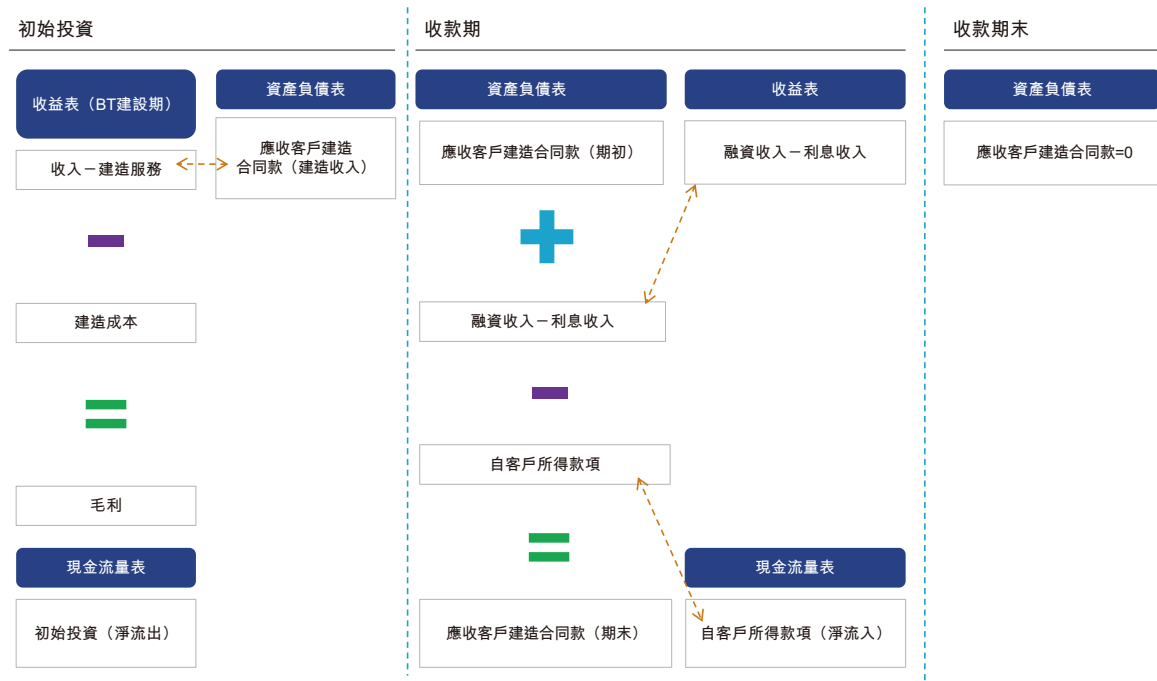 初始投資
收益表（BT建設期）
資產負債表
收入－建造服務
應收客戶建造
合同款（建造收入）
建造成本
毛利
現金流量表
初始投資（淨流出）
收款期
資產負債表
收益表
應收客戶建造合同款（期初）
融資收入－利息收入
融資收入－利息收入
自客戶所得款項
現金流量表
應收客戶建造合同款（期末）
自客戶所得款項（淨流入）
收款期末
資產負債表
應收客戶建造合同款=0